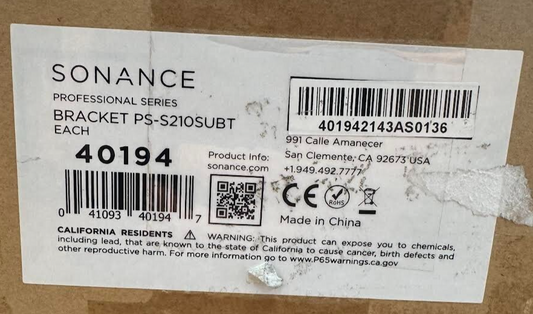 SONANCE
PROFESSIONAL SERIES
BRACKET PS-S210SUBT
EACH
40194
0 41093 40194 7
Product Info:
sonance.com
401942143AS0136
991 Calle Amanecer
San Clemente, CA 92673 USA
+1.949.492.7777
CE RoHS
Made in China
CALIFORNIA RESIDENTS ⚠ WARNING: This product can expose you to chemicals,
including lead, that are known to the state of California to cause cancer, birth defects and
other reproductive harm. For more information go to www.P65warnings.ca.gov